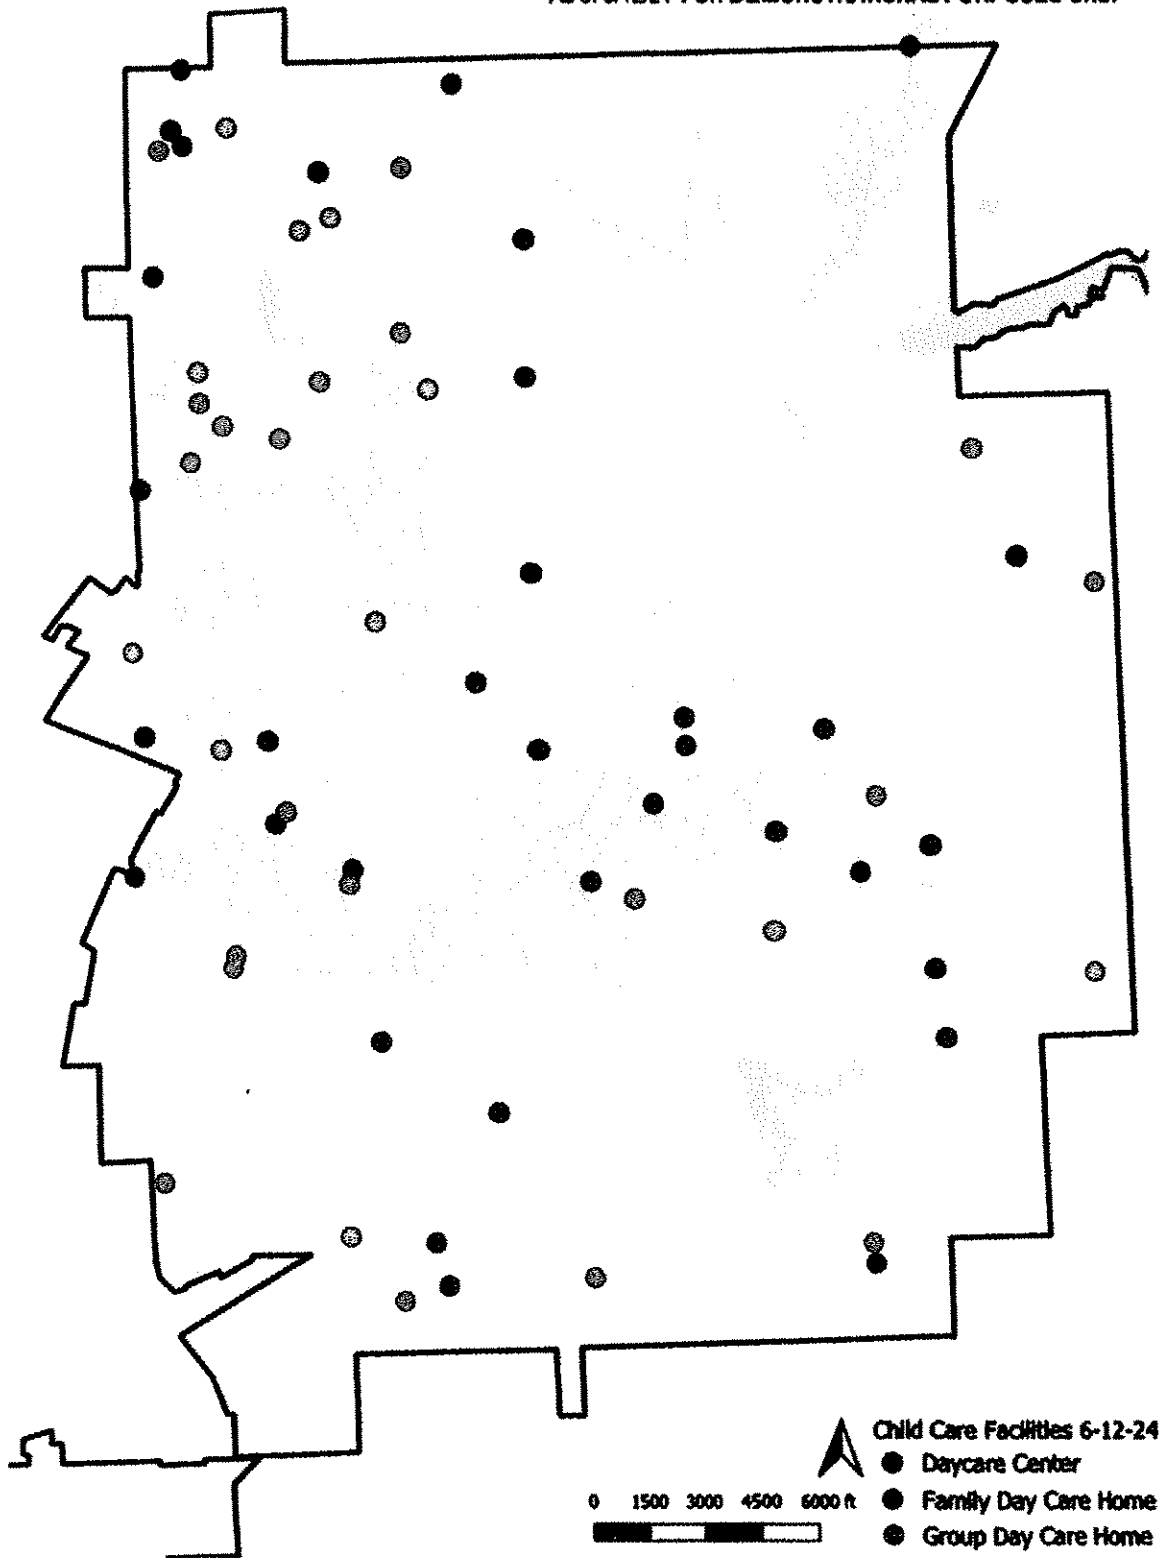 Child Care Facilities 6-12-24
Daycare Center
0 1500 3000 4500 6000 ft
Family Day Care Home
Group Day Care Home